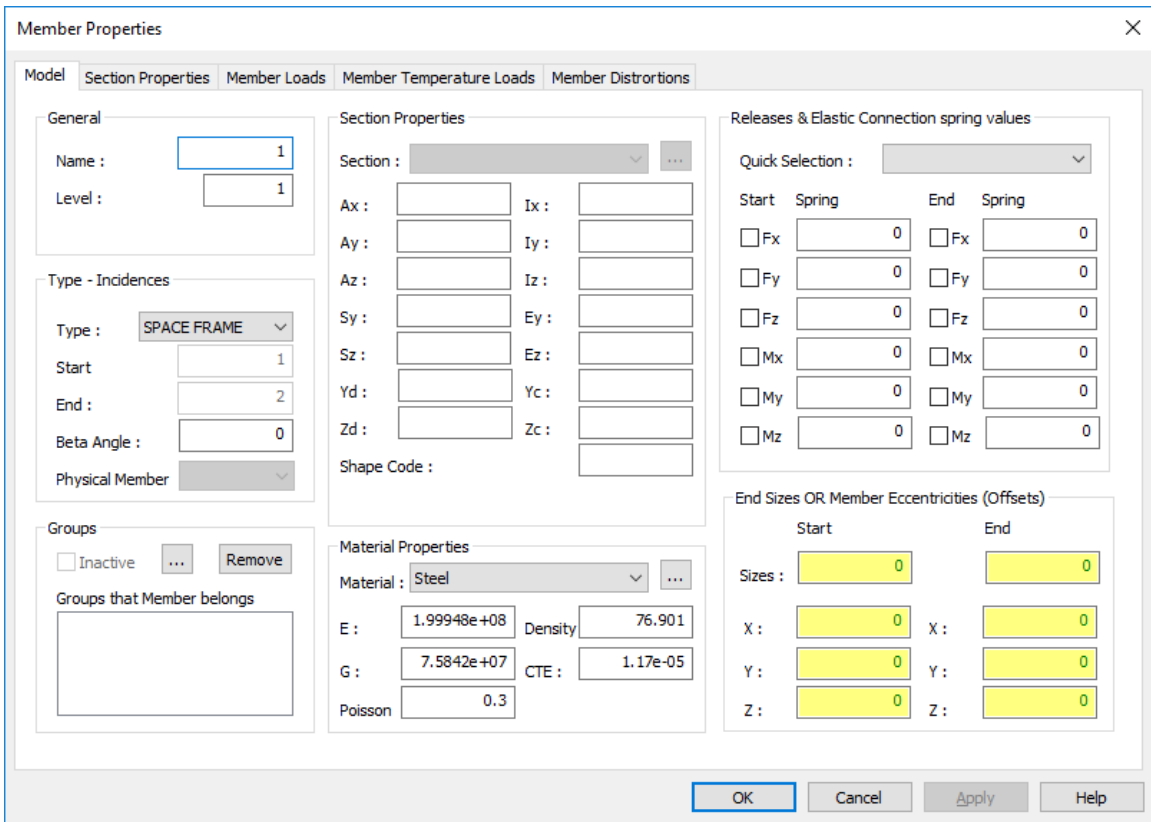 Member Properties
Model Section Properties Member Loads Member Temperature Loads Member Distrortions
General
Name : 1
Level : 1
Type - Incidences
Type : SPACE FRAME
Start 1
End : 2
Beta Angle : 0
Physical Member
Groups
Inactive ... Remove
Groups that Member belongs
Section Properties
Section : ...
Ax : Ix :
Ay : Iy :
Az : Iz :
Sy : Ey :
Sz : Ez :
Yd : Yc :
Zd : Zc :
Shape Code :
Material Properties
Material : Steel ...
E : 1.99948e+08 Density 76.901
G : 7.5842e+07 CTE : 1.17e-05
Poisson 0.3
Releases & Elastic Connection spring values
Quick Selection :
Start Spring End Spring
Fx 0 Fx 0
Fy 0 Fy 0
Fz 0 Fz 0
Mx 0 Mx 0
My 0 My 0
Mz 0 Mz 0
End Sizes OR Member Eccentricities (Offsets)
Start End
Sizes : 0 0
X : 0 X : 0
Y : 0 Y : 0
Z : 0 Z : 0
OK Cancel Apply Help